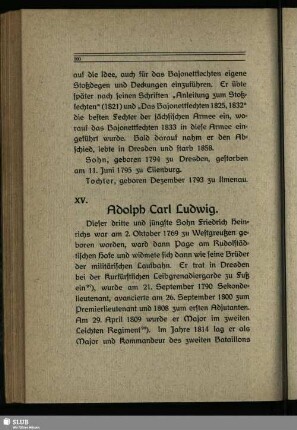 200
auf die Idee, auch für das Bajonettfechten eigene
Stoßdegen und Deckungen einzuführen. Er übte
später nach seinen Schriften „Anleitung zum Stoß-
fechten“ (1821) und „Das Bajonettfechten 1825, 1832“
die besten Fechter der sächsischen Armee ein, wo-
rauf das Bajonettfechten 1833 in diese Armee ein-
geführt wurde. Bald darauf nahm er den Ab-
schied, lebte in Dresden und starb 1858.
Sohn, geboren 1794 zu Dresden, gestorben
am 11. Juni 1795 zu Eilenburg.
Tochter, geboren Dezember 1793 zu Ilmenau.
XV.
Adolph Carl Ludwig.
Dieser dritte und jüngste Sohn Friedrich Hein-
richs war am 2. Oktober 1769 zu Westgreußen ge-
boren worden, ward dann Page am Rudolstäd-
tischen Hofe und widmete sich dann wie seine Brüder
der militärischen Laufbahn. Er trat in Dresden
bei der Kurfürstlichen Leibgrenadiergarde zu Fuß
ein, wurde am 21. September 1790 Sekonde-
lieutenant, avancierte am 26. September 1800 zum
Premierlieutenant und 1808 zum ersten Adjutanten.
Am 29. April 1809 wurde er Major im zweiten
Leichten Regiment. Im Jahre 1814 lag er als
Major und Kommandeur des zweiten Bataillons
SLUB
Wir führen Wissen.